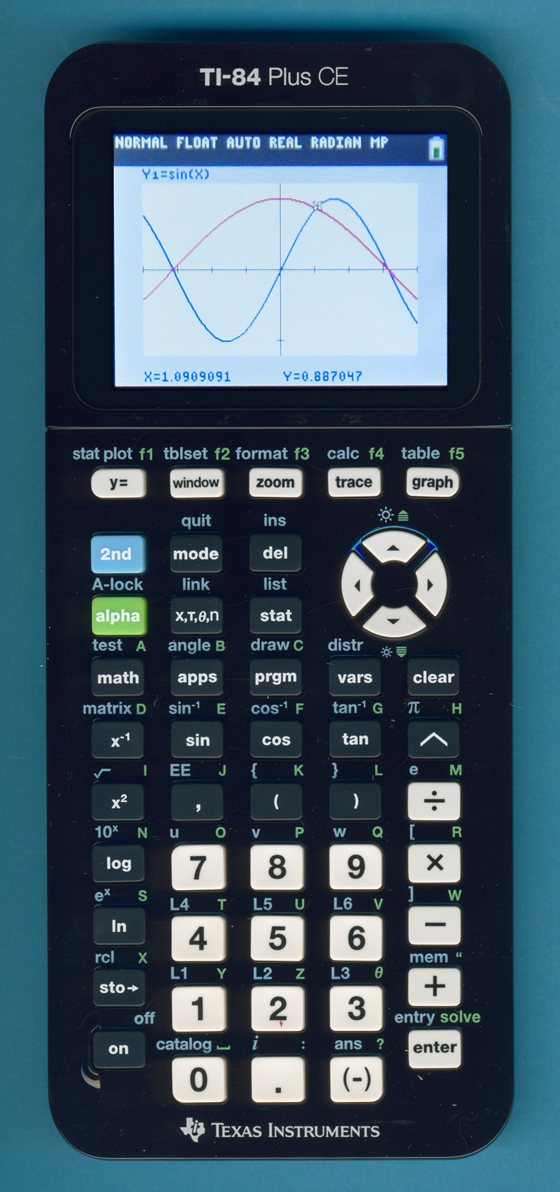 TI-84 Plus CE
NORMAL FLOAT AUTO REAL RADIAN MP
Y1=sin(X)
X=1.0909091 Y=0.887047
stat plot f1 tblset f2 format f3 calc f4 table f5
y= window zoom trace graph
quit ins
2nd mode del
A-lock link list
alpha X,T,θ,n stat
test A angle B draw C distr
math apps prgm vars clear
matrix D sin⁻¹ E cos⁻¹ F tan⁻¹ G π H
x⁻¹ sin cos tan ^
√ I EE J { K } L e M
x² , ( ) ÷
10ˣ N u O v P w Q [ R
log 7 8 9 ×
eˣ S L4 T L5 U L6 V ] W
ln 4 5 6 −
rcl X L1 Y L2 Z L3 θ mem "
sto→ 1 2 3 +
off catalog ⎵ i : ans ? entry solve
on 0 . (-) enter
TEXAS INSTRUMENTS